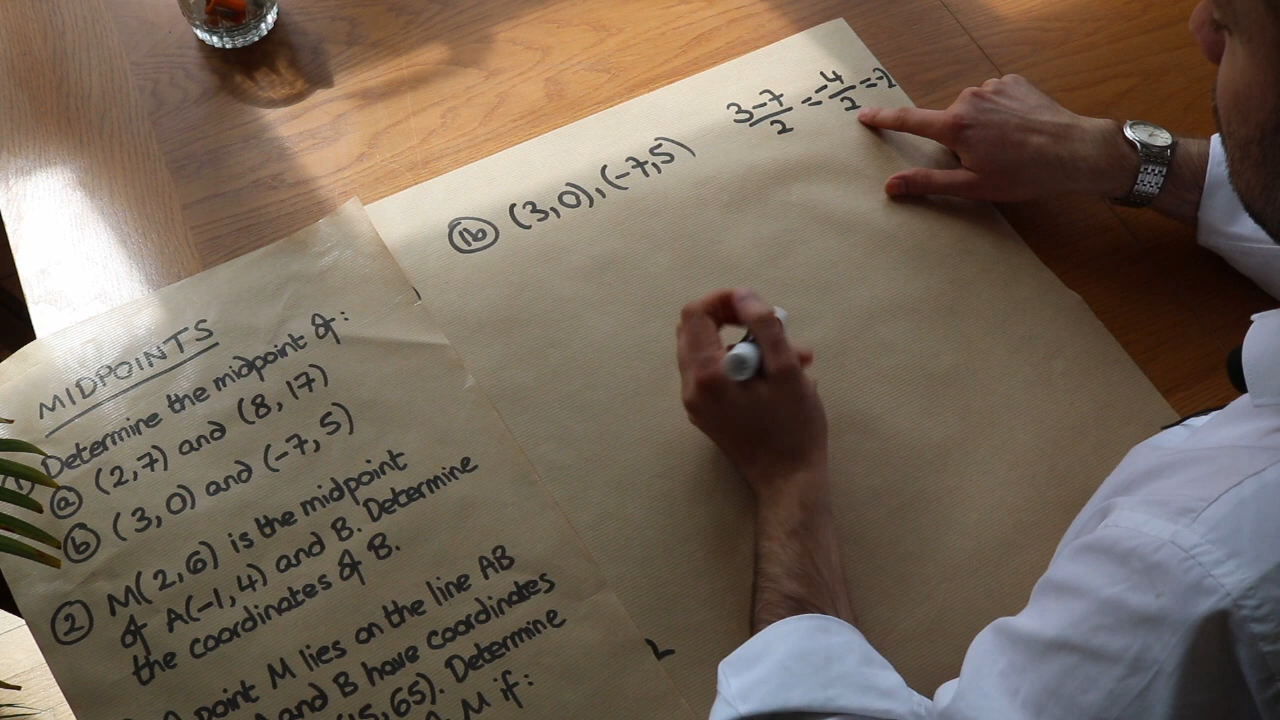 MIDPOINTS
① Determine the midpoint of:
ⓐ (2,7) and (8, 17)
ⓑ (3, 0) and (-7, 5)
② M(2,6) is the midpoint
of A(-1,4) and B. Determine
the coordinates of B.
point M lies on the line AB
and B have coordinates
65). Determine
M if:
1b (3,0), (-7,5)
3-7/2 = -4/2 = -2